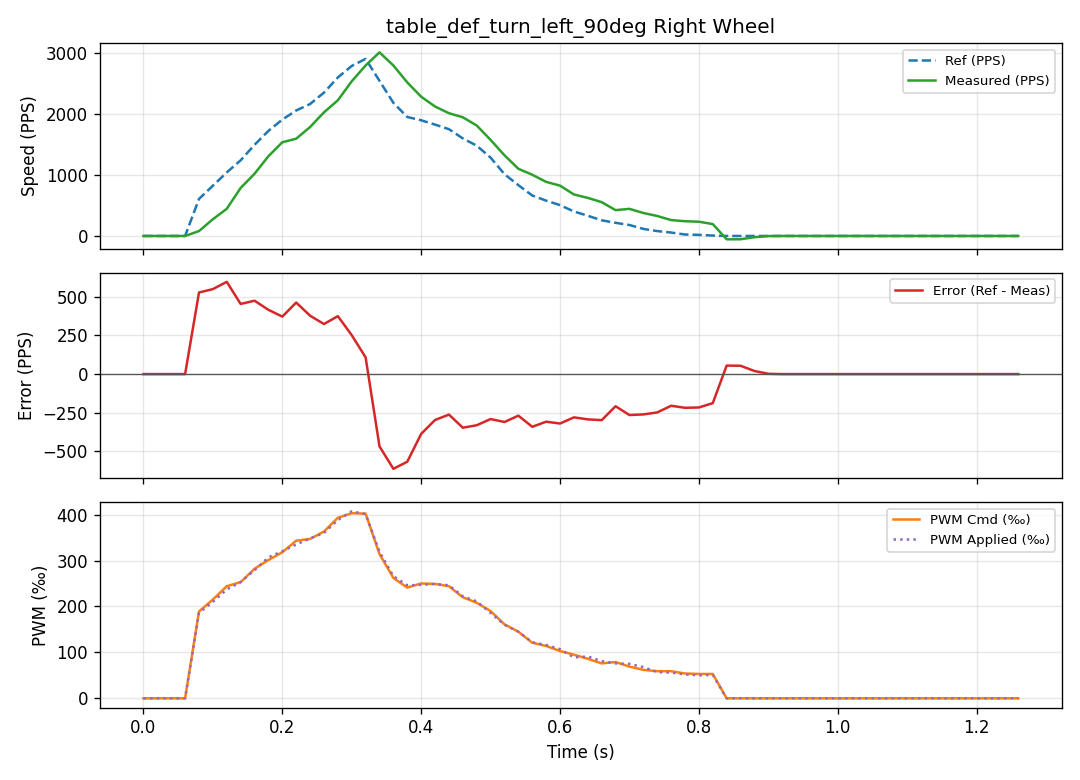 table_def_turn_left_90deg Right Wheel
3000
2000
1000
0
Speed (PPS)
Ref (PPS)
Measured (PPS)
500
250
0
−250
−500
Error (PPS)
Error (Ref - Meas)
400
300
200
100
0
PWM (‰)
PWM Cmd (‰)
PWM Applied (‰)
0.0 0.2 0.4 0.6 0.8 1.0 1.2
Time (s)